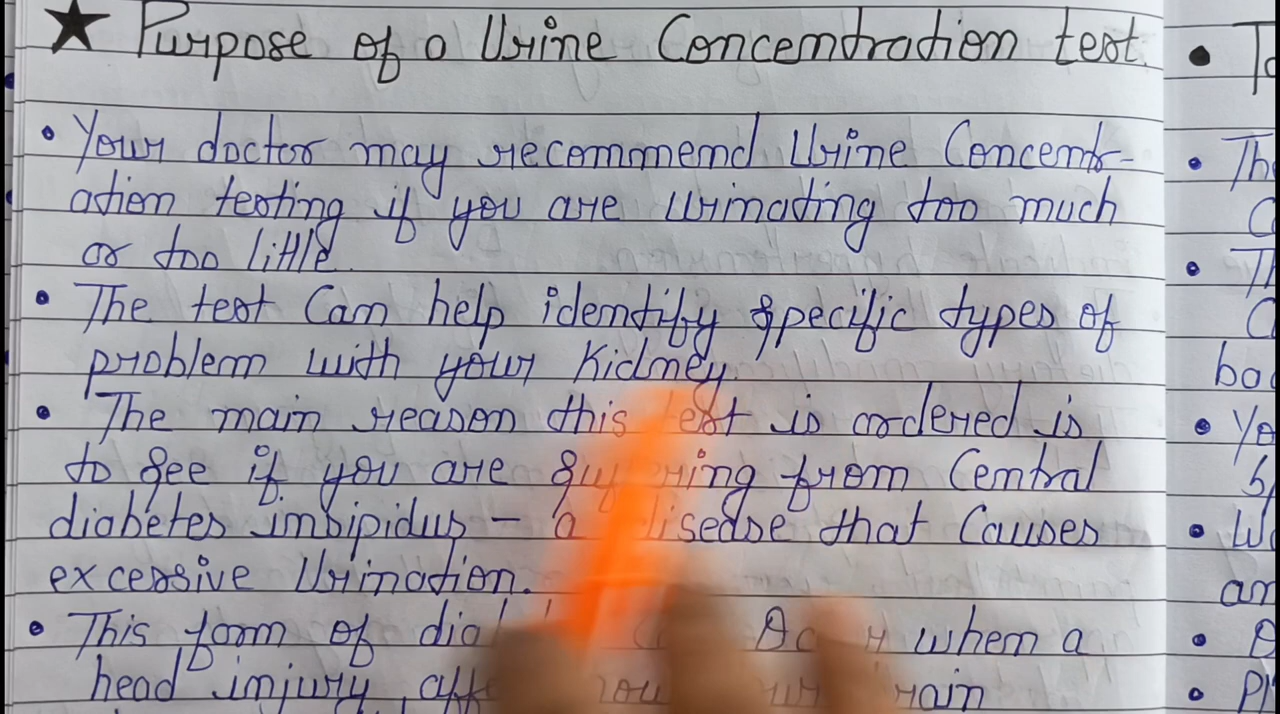 ★ Purpose of a Urine Concentration test.
• Your doctor may recommend Urine Concentr-
ation testing if you are urinating too much
or too little.
• The test Can help identify specific types of
problem with your Kidney.
• The main reason this test is ordered is
to see if you are from Central
diabetes insipidus - a disease that Causes
excessive Urination.
• This form of when a
head injury
•
•
•
•
•
•
•